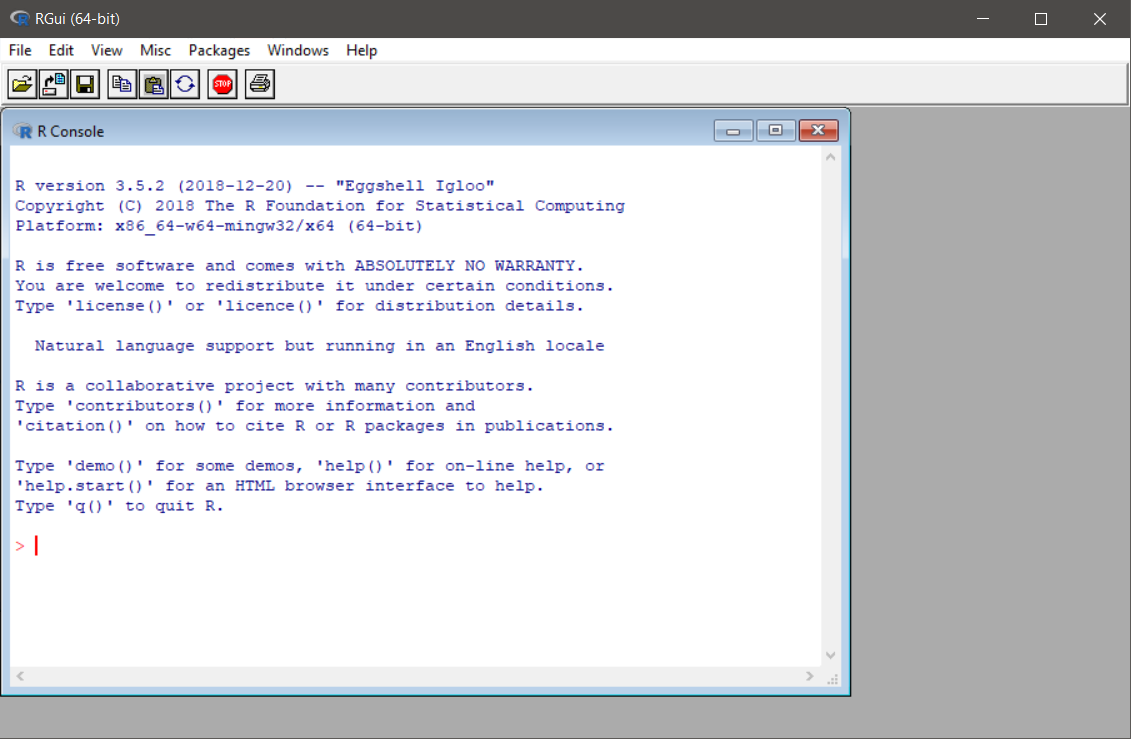 RGui (64-bit)
File Edit View Misc Packages Windows Help
STOP
R Console
R version 3.5.2 (2018-12-20) -- "Eggshell Igloo"
Copyright (C) 2018 The R Foundation for Statistical Computing
Platform: x86_64-w64-mingw32/x64 (64-bit)
R is free software and comes with ABSOLUTELY NO WARRANTY.
You are welcome to redistribute it under certain conditions.
Type 'license()' or 'licence()' for distribution details.
Natural language support but running in an English locale
R is a collaborative project with many contributors.
Type 'contributors()' for more information and
'citation()' on how to cite R or R packages in publications.
Type 'demo()' for some demos, 'help()' for on-line help, or
'help.start()' for an HTML browser interface to help.
Type 'q()' to quit R.
>